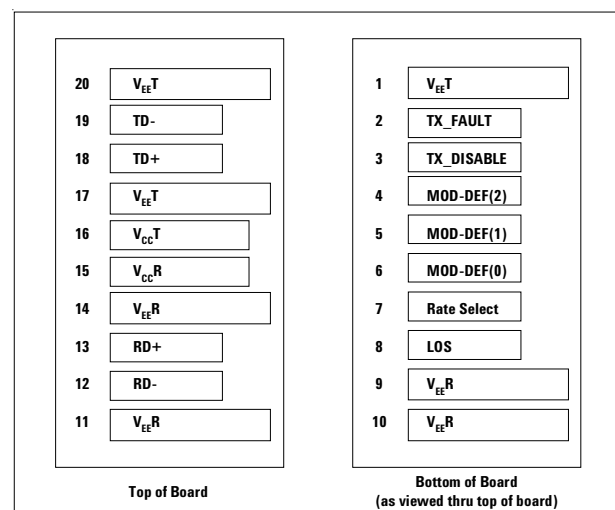 20 VEET
19 TD-
18 TD+
17 VEET
16 VCCT
15 VCCR
14 VEER
13 RD+
12 RD-
11 VEER
Top of Board
1 VEET
2 TX_FAULT
3 TX_DISABLE
4 MOD-DEF(2)
5 MOD-DEF(1)
6 MOD-DEF(0)
7 Rate Select
8 LOS
9 VEER
10 VEER
Bottom of Board
(as viewed thru top of board)